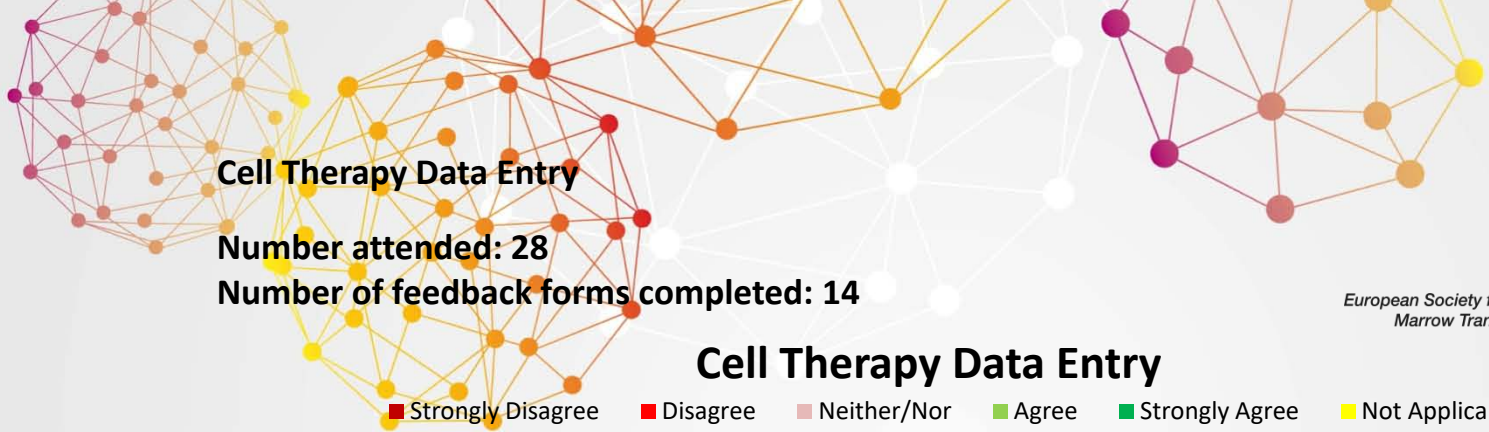 Cell Therapy Data Entry
Number attended: 28
Number of feedback forms completed: 14
European Society f
Marrow Tran
Cell Therapy Data Entry
Strongly Disagree Disagree Neither/Nor Agree Strongly Agree Not Applica